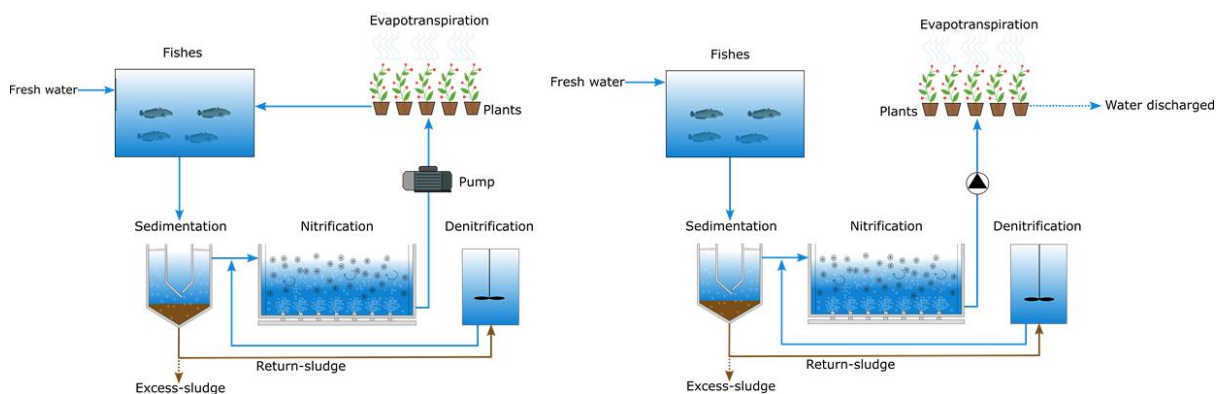 Evapotranspiration
Fishes
Fresh water
Plants
Pump
Sedimentation
Nitrification
Denitrification
Return-sludge
Excess-sludge
Evapotranspiration
Fishes
Fresh water
Plants
Water discharged
Sedimentation
Nitrification
Denitrification
Return-sludge
Excess-sludge